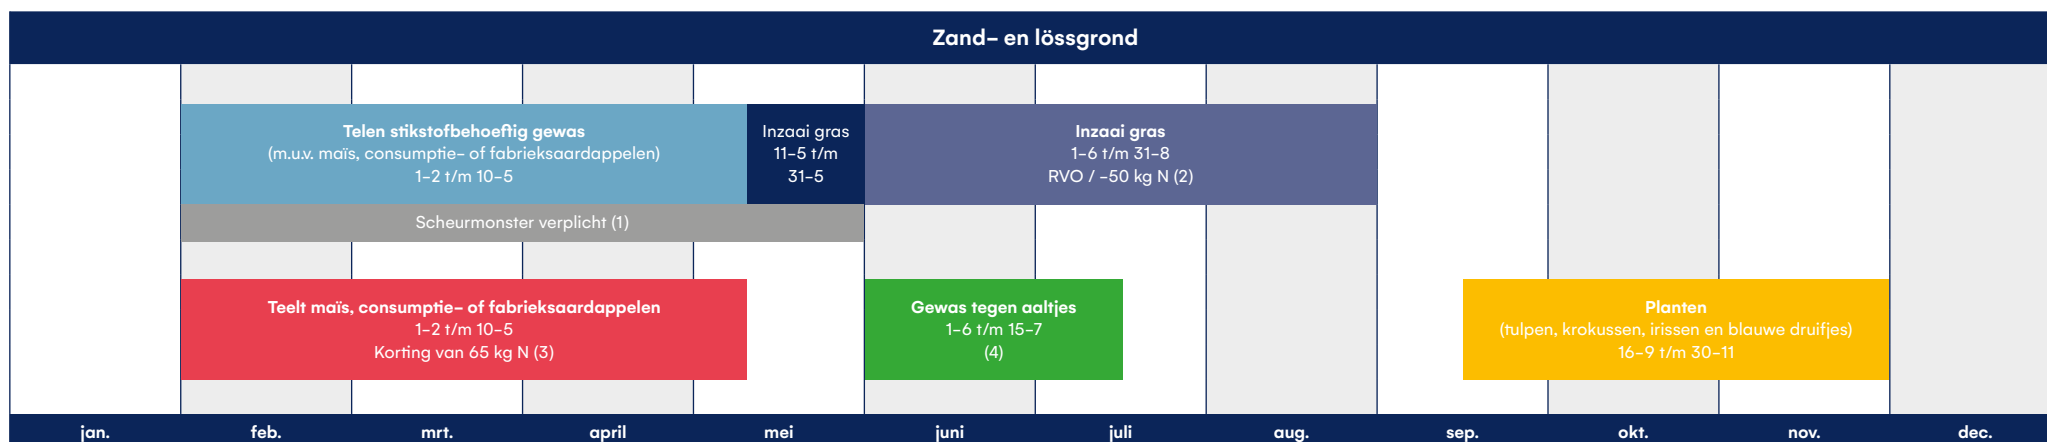 Zand- en lössgrond
Telen stikstofbehoeftig gewas
(m.u.v. maïs, consumptie- of fabrieksaardappelen)
1-2 t/m 10-5
Inzaai gras
11-5 t/m
31-5
Inzaai gras
1-6 t/m 31-8
RVO / -50 kg N (2)
Scheurmonster verplicht (1)
Teelt maïs, consumptie- of fabrieksaardappelen
1-2 t/m 10-5
Korting van 65 kg N (3)
Gewas tegen aaltjes
1-6 t/m 15-7
(4)
Planten
(tulpen, krokussen, irissen en blauwe druifjes)
16-9 t/m 30-11
jan. feb. mrt. april mei juni juli aug. sep. okt. nov. dec.